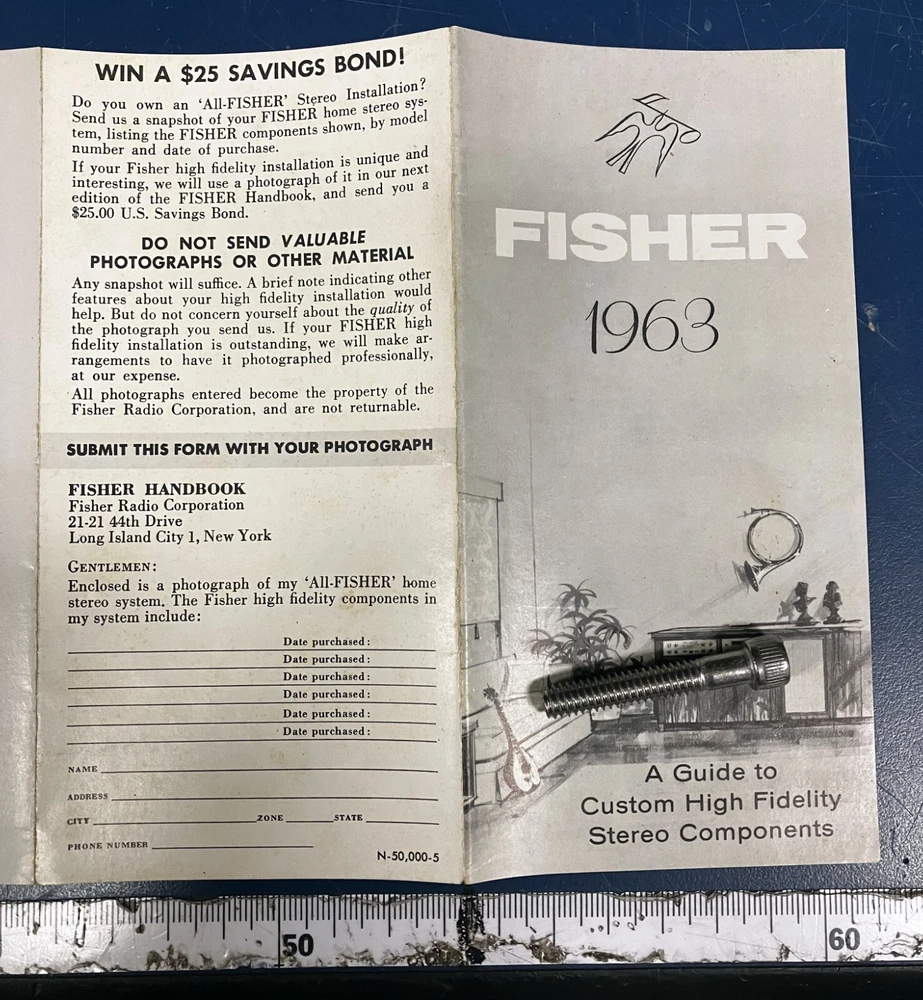 WIN A $25 SAVINGS BOND!
Do you own an 'All-FISHER' Stereo Installation?
Send us a snapshot of your FISHER home stereo sys-
tem, listing the FISHER components shown, by model
number and date of purchase.
If your Fisher high fidelity installation is unique and
interesting, we will use a photograph of it in our next
edition of the FISHER Handbook, and send you a
$25.00 U.S. Savings Bond.
DO NOT SEND VALUABLE
PHOTOGRAPHS OR OTHER MATERIAL
Any snapshot will suffice. A brief note indicating other
features about your high fidelity installation would
help. But do not concern yourself about the quality of
the photograph you send us. If your FISHER high
fidelity installation is outstanding, we will make ar-
rangements to have it photographed professionally,
at our expense.
All photographs entered become the property of the
Fisher Radio Corporation, and are not returnable.
SUBMIT THIS FORM WITH YOUR PHOTOGRAPH
FISHER HANDBOOK
Fisher Radio Corporation
21-21 44th Drive
Long Island City 1, New York
GENTLEMEN:
Enclosed is a photograph of my 'All-FISHER' home
stereo system. The Fisher high fidelity components in
my system include:
Date purchased:
Date purchased:
Date purchased:
Date purchased:
Date purchased:
Date purchased:
NAME
ADDRESS
CITY ZONE STATE
PHONE NUMBER
N-50,000-5
FISHER
1963
A Guide to
Custom High Fidelity
Stereo Components
50
60